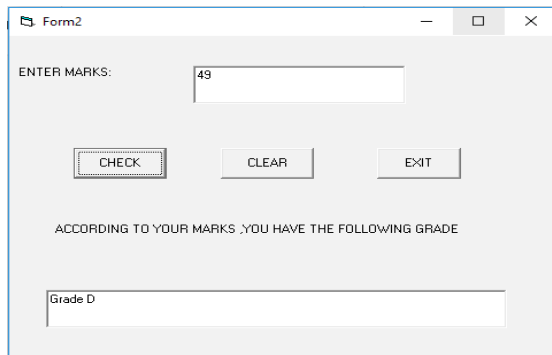 Form2
ENTER MARKS:
49
CHECK CLEAR EXIT
ACCORDING TO YOUR MARKS ,YOU HAVE THE FOLLOWING GRADE
Grade D